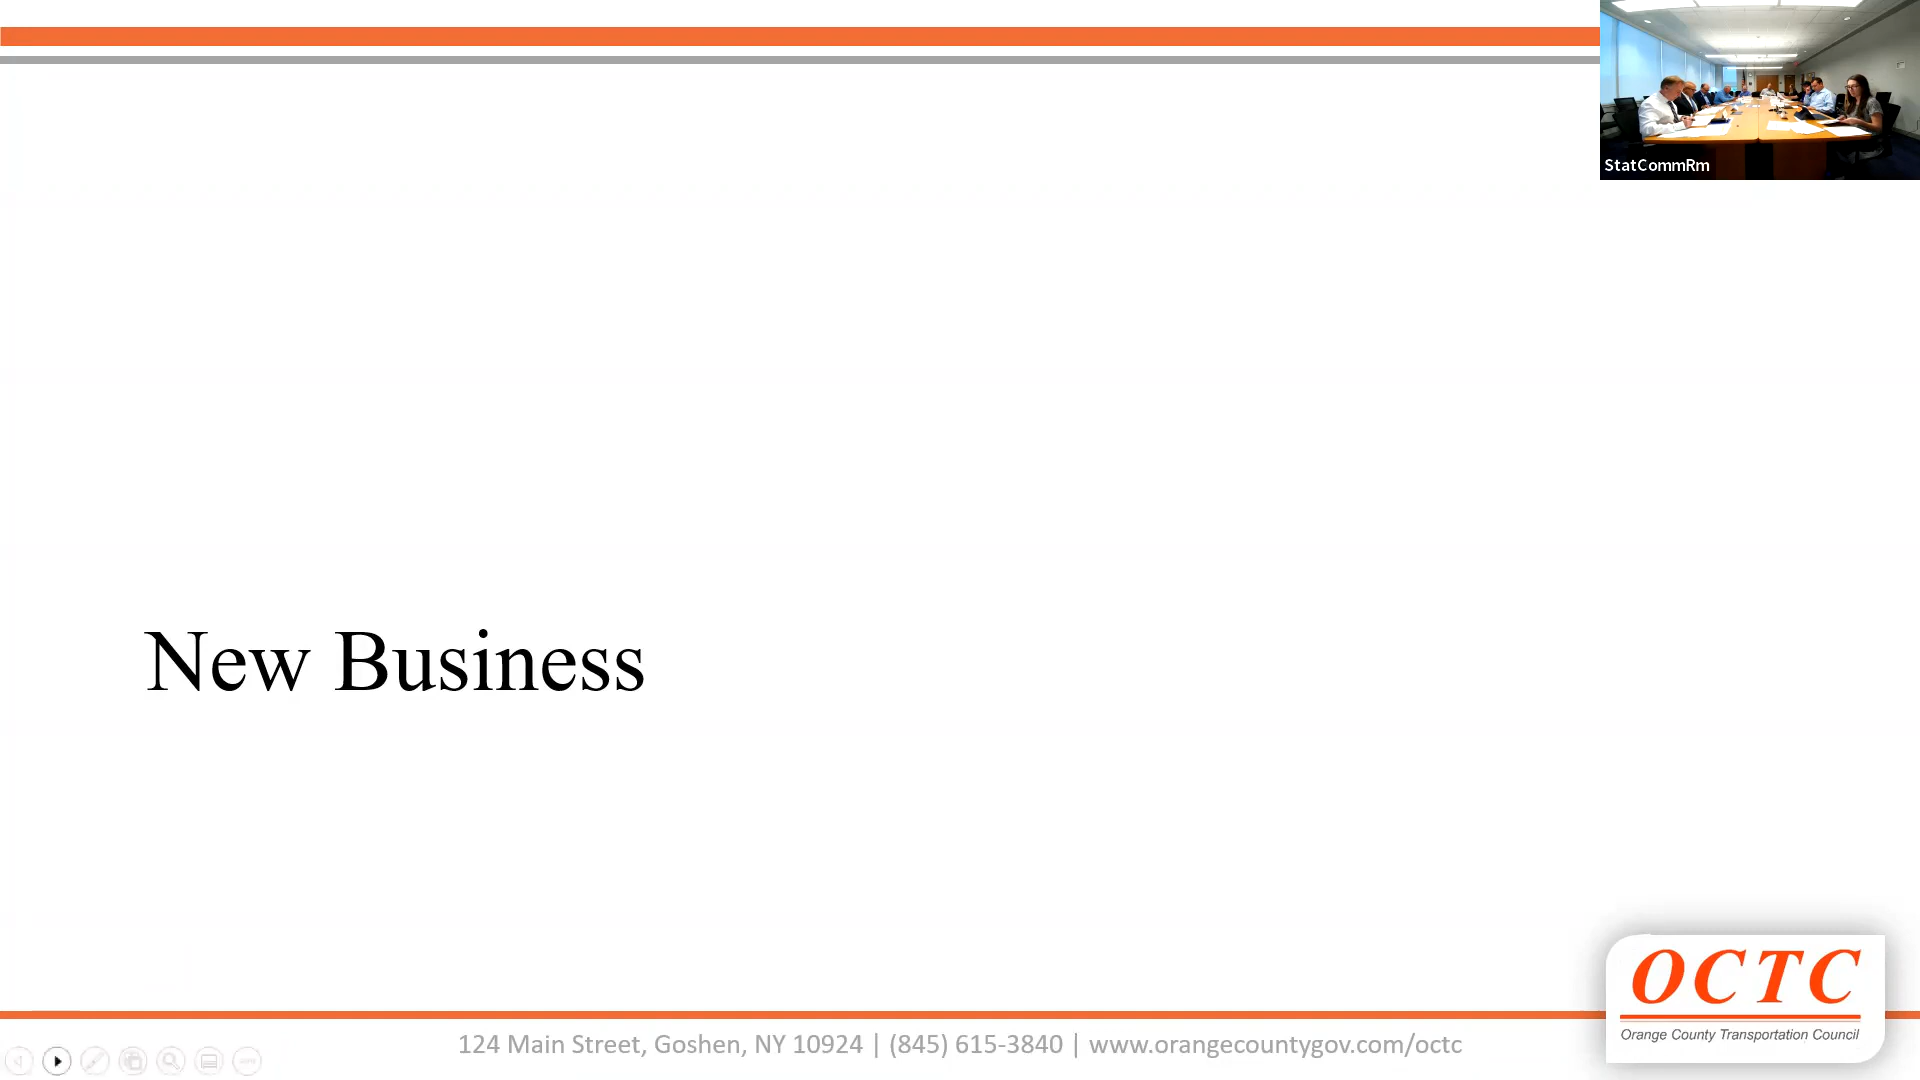 StatCommRm
New Business
OCTC
Orange County Transportation Council
124 Main Street, Goshen, NY 10924 | (845) 615-3840 | www.orangecountygov.com/octc